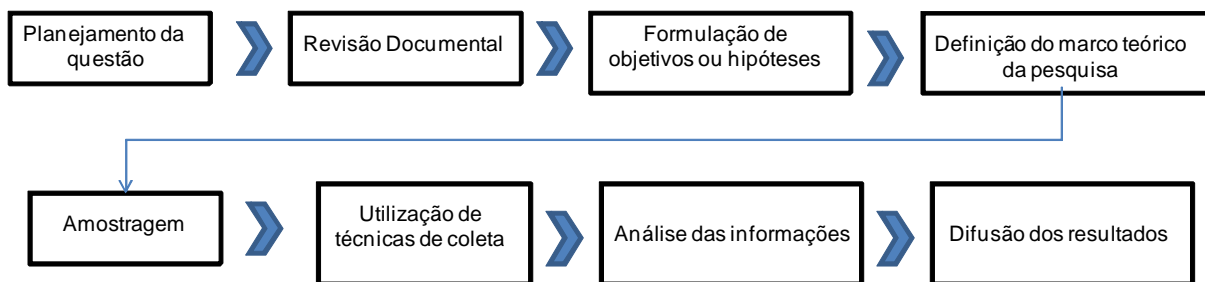 Planejamento da
questão
Revisão Documental
Formulação de
objetivos ou hipóteses
Definição do marco teórico
da pesquisa
Amostragem
Utilização de
técnicas de coleta
Análise das informações
Difusão dos resultados